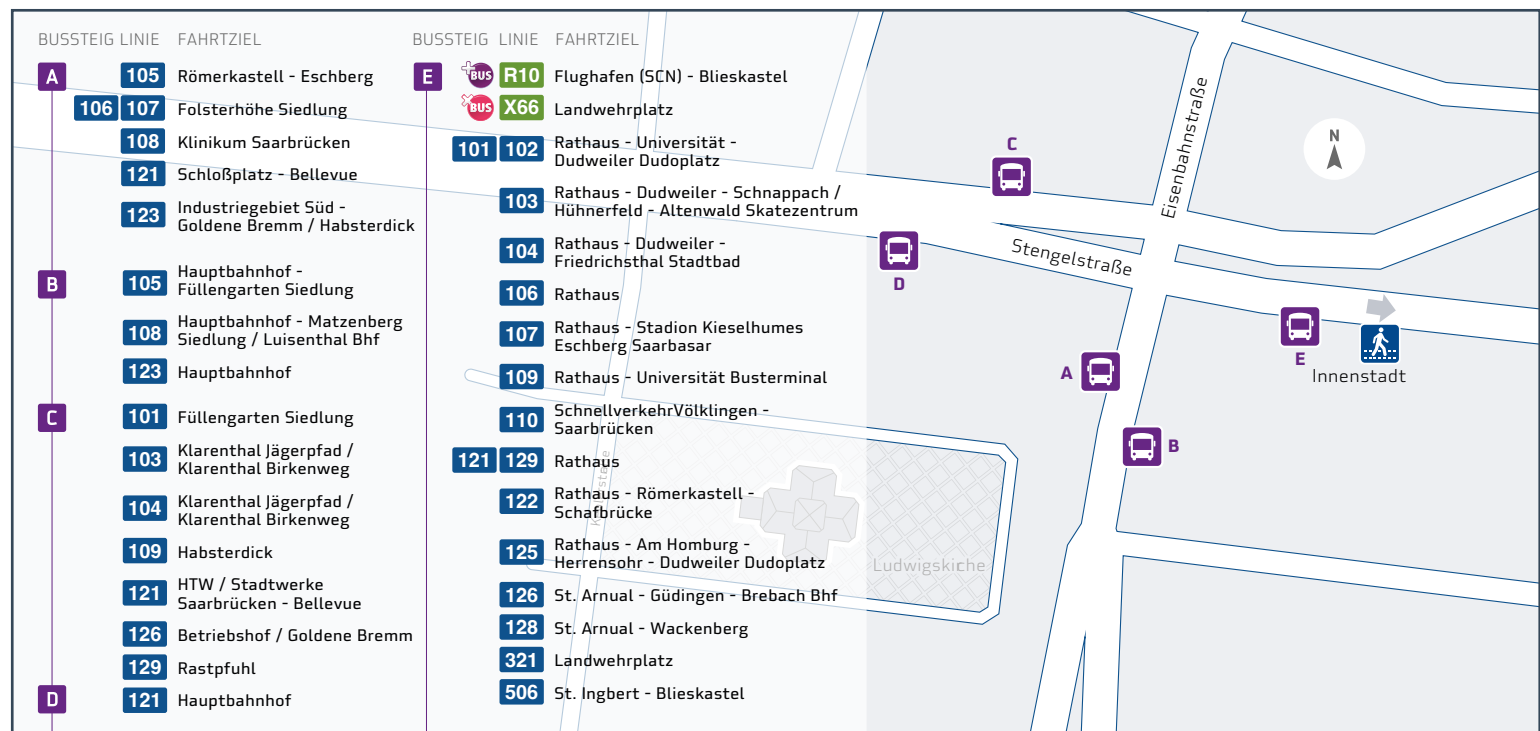 BUSSTEIG LINIE FAHRTZIEL
A
105 Römerkastell - Eschberg
106 107 Folsterhöhe Siedlung
108 Klinikum Saarbrücken
121 Schloßplatz - Bellevue
123 Industriegebiet Süd -
Goldene Bremm / Habsterdick
B
105 Hauptbahnhof -
Füllengarten Siedlung
108 Hauptbahnhof - Matzenberg
Siedlung / Luisenthal Bhf
123 Hauptbahnhof
C
101 Füllengarten Siedlung
103 Klarenthal Jägerpfad /
Klarenthal Birkenweg
104 Klarenthal Jägerpfad /
Klarenthal Birkenweg
109 Habsterdick
121 HTW / Stadtwerke
Saarbrücken - Bellevue
126 Betriebshof / Goldene Bremm
129 Rastpfuhl
D
121 Hauptbahnhof
BUSSTEIG LINIE FAHRTZIEL
E
+BUS R10 Flughafen (SCN) - Blieskastel
×BUS X66 Landwehrplatz
101 102 Rathaus - Universität -
Dudweiler Dudoplatz
103 Rathaus - Dudweiler - Schnappach /
Hühnerfeld - Altenwald Skatezentrum
104 Rathaus - Dudweiler -
Friedrichsthal Stadtbad
106 Rathaus
107 Rathaus - Stadion Kieselhumes
Eschberg Saarbasar
109 Rathaus - Universität Busterminal
110 SchnellverkehrVölklingen -
Saarbrücken
121 129 Rathaus
122 Rathaus - Römerkastell -
Schafbrücke
125 Rathaus - Am Homburg -
Herrensohr - Dudweiler Dudoplatz
126 St. Arnual - Güdingen - Brebach Bhf
128 St. Arnual - Wackenberg
321 Landwehrplatz
506 St. Ingbert - Blieskastel
Eisenbahnstraße
N
C
Stengelstraße
D
E
Innenstadt
A
B
Ludwigskiche